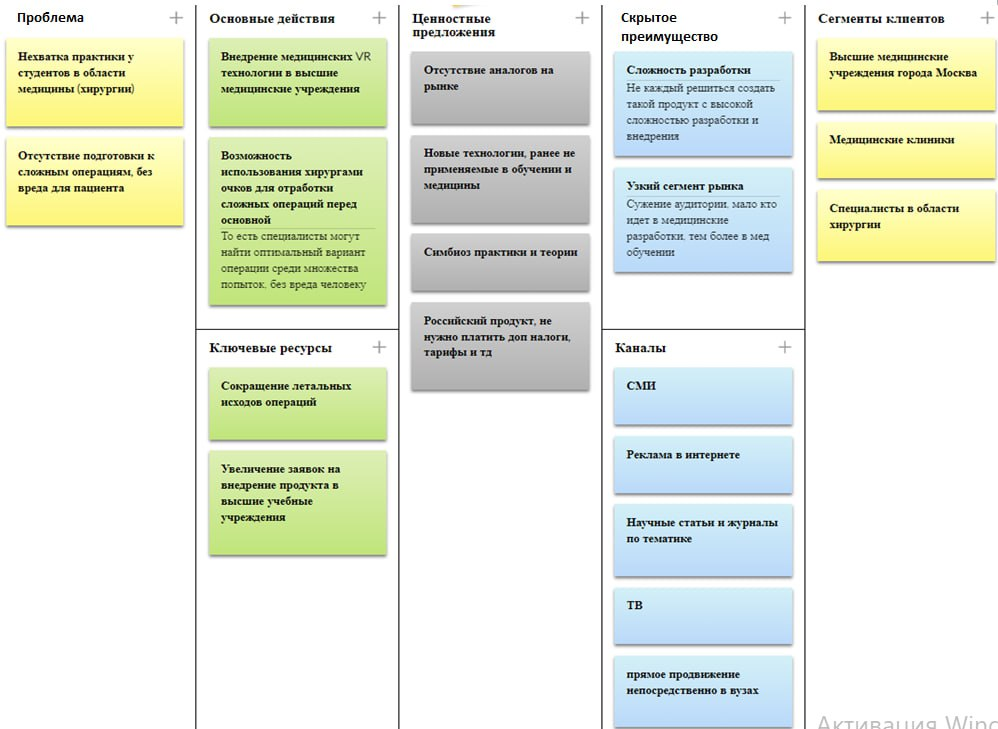 Проблема
Нехватка практики у
студентов в области
медицины (хирургии)
Отсутствие подготовки к
сложным операциям, без
вреда для пациента
Основные действия
Внедрение медицинских VR
технологии в высшие
медицинские учреждения
Возможность
использования хирургами
очков для отработки
сложных операций перед
основной
То есть специалисты могут
найти оптимальный вариант
операции среди множества
попыток, без вреда человеку
Ключевые ресурсы
Сокращение летальных
исходов операций
Увеличение заявок на
внедрение продукта в
высшие учебные
учреждения
Ценностные
предложения
Отсутствие аналогов на
рынке
Новые технологии, ранее не
применяемые в обучении и
медицины
Симбиоз практики и теории
Российский продукт, не
нужно платить доп налоги,
тарифы и тд
Скрытое
преимущество
Сложность разработки
Не каждый решиться создать
такой продукт с высокой
сложностью разработки и
внедрения
Узкий сегмент рынка
Сужение аудитории, мало кто
идет в медицинские
разработки, тем более в мед
обучении
Каналы
СМИ
Реклама в интернете
Научные статьи и журналы
по тематике
ТВ
прямое продвижение
непосредственно в вузах
Сегменты клиентов
Высшие медицинские
учреждения города Москва
Медицинские клиники
Специалисты в области
хирургии
Активация Winc